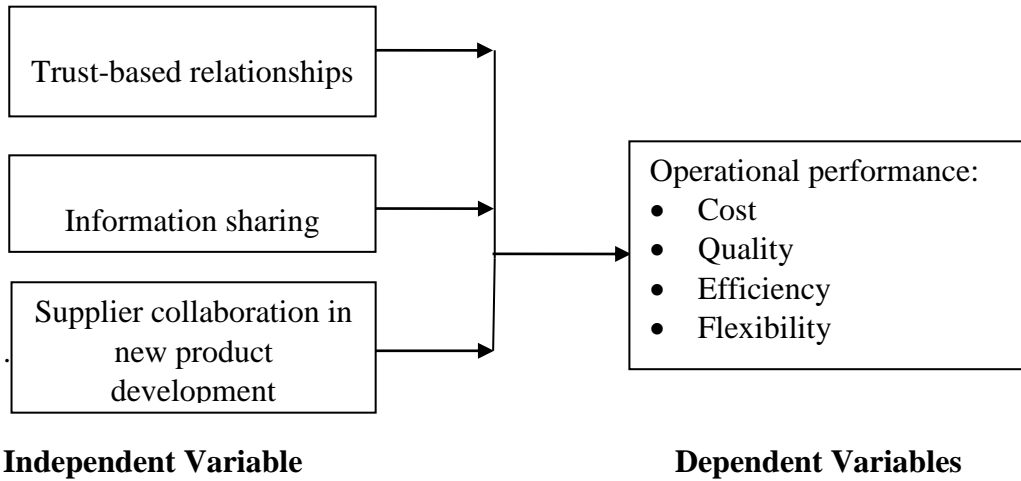 Trust-based relationships
Information sharing
Supplier collaboration in
new product
development
.
Operational performance:
• Cost
• Quality
• Efficiency
• Flexibility
Independent Variable
Dependent Variables